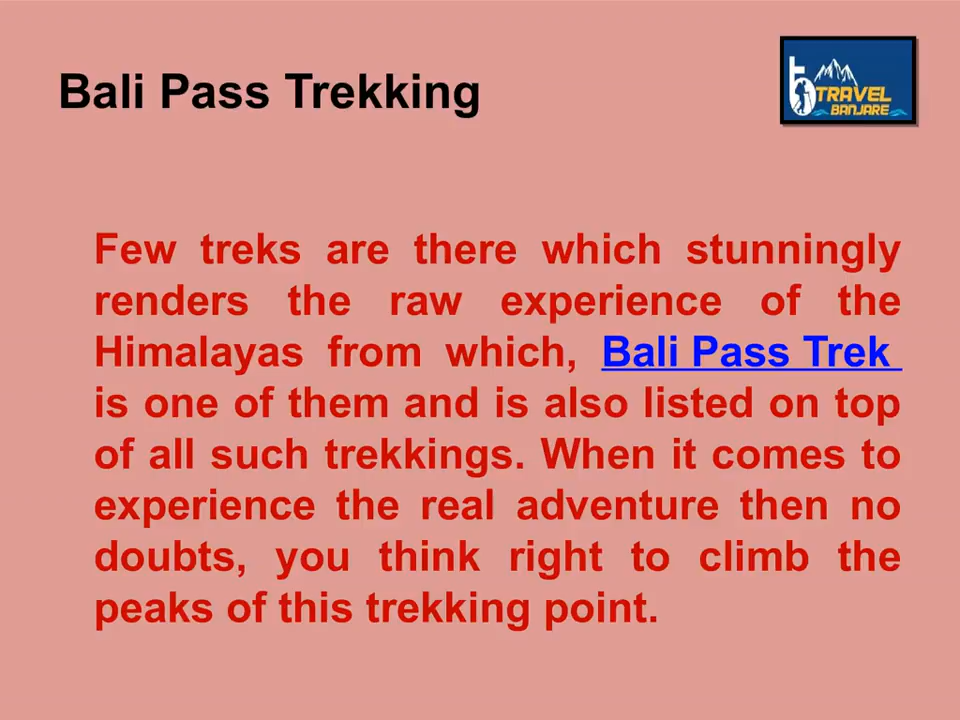 Bali Pass Trekking
TRAVEL
BANJARE
Few treks are there which stunningly
renders the raw experience of the
Himalayas from which, Bali Pass Trek
is one of them and is also listed on top
of all such trekkings. When it comes to
experience the real adventure then no
doubts, you think right to climb the
peaks of this trekking point.